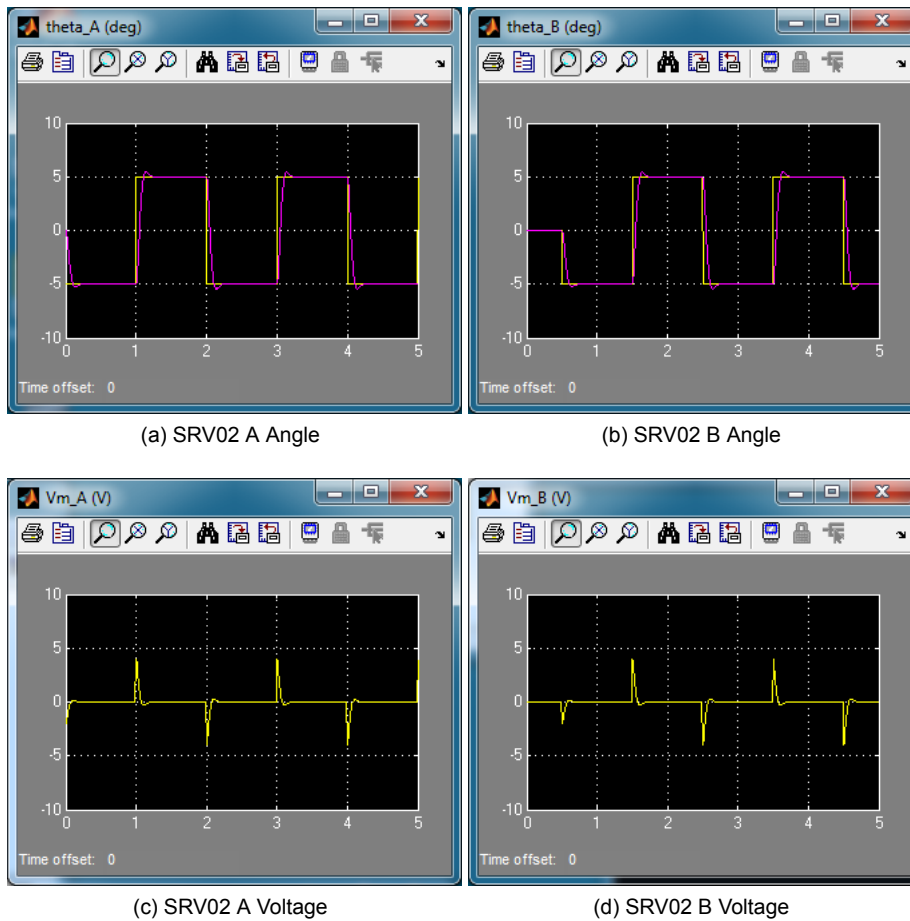 theta_A (deg)
10
5
0
-5
-10
0 1 2 3 4 5
Time offset: 0
(a) SRV02 A Angle
theta_B (deg)
10
5
0
-5
-10
0 1 2 3 4 5
Time offset: 0
(b) SRV02 B Angle
Vm_A (V)
10
5
0
-5
-10
0 1 2 3 4 5
Time offset: 0
(c) SRV02 A Voltage
Vm_B (V)
10
5
0
-5
-10
0 1 2 3 4 5
Time offset: 0
(d) SRV02 B Voltage